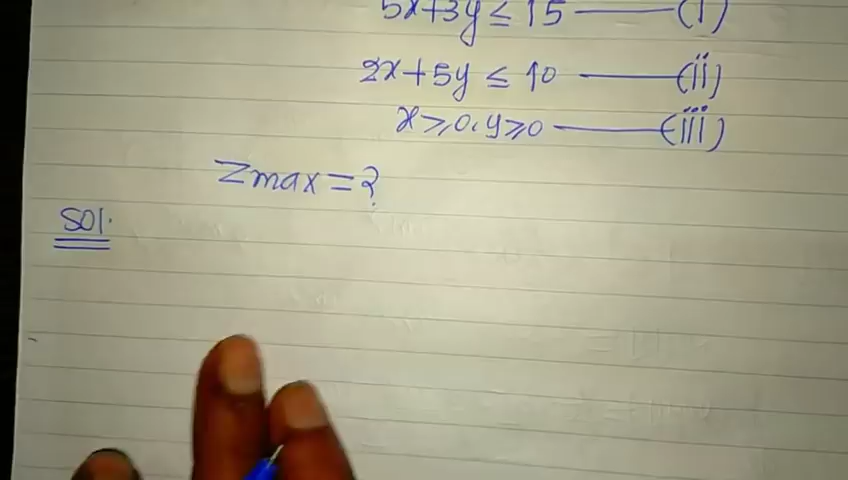 5x+3y ≤ 15 ——— (i)
2x+5y ≤ 10 ——— (ii)
x ≥ 0, y ≥ 0 ——— (iii)
Zmax = ?
Sol.